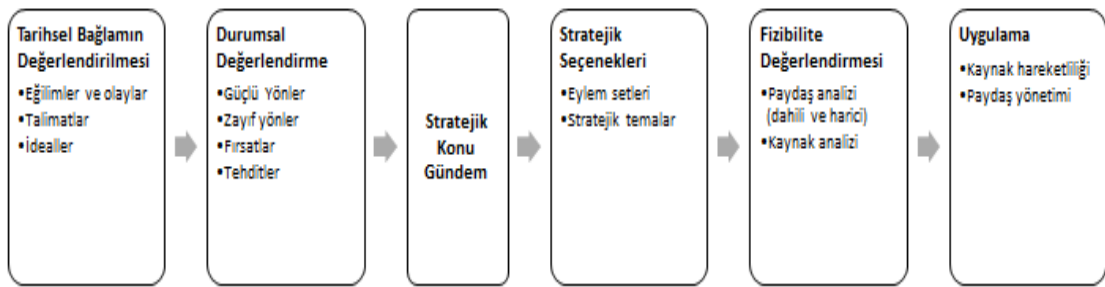 Tarihsel Bağlamın
Değerlendirilmesi
•Eğilimler ve olaylar
•Talimatlar
•İdealler
Durumsal
Değerlendirme
•Güçlü Yönler
•Zayıf yönler
•Fırsatlar
•Tehditler
Stratejik
Konu
Gündem
Stratejik
Seçenekleri
•Eylem setleri
•Stratejik temalar
Fizibilite
Değerlendirmesi
•Paydaş analizi
(dahili ve harici)
•Kaynak analizi
Uygulama
•Kaynak hareketliliği
•Paydaş yönetimi